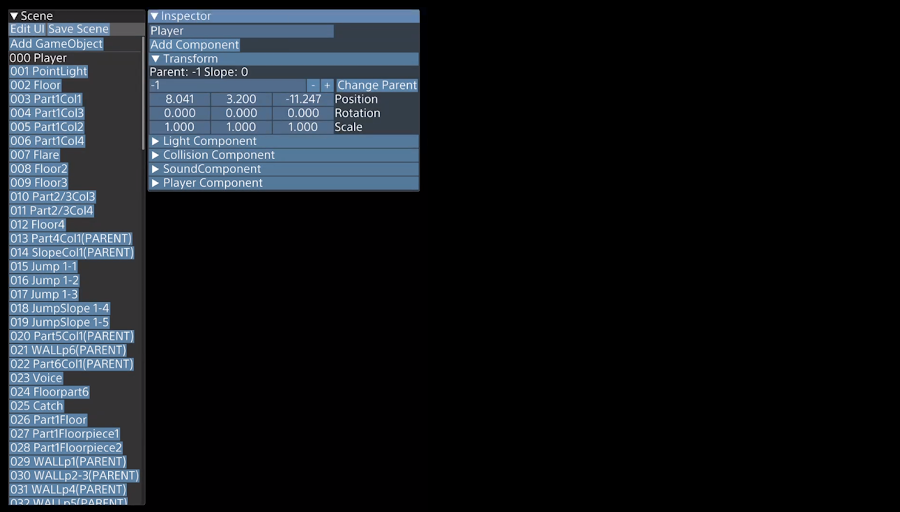 ▼ Scene
Edit UI Save Scene
Add GameObject
000 Player
001 PointLight
002 Floor
003 Part1Col1
004 Part1Col3
005 Part1Col2
006 Part1Col4
007 Flare
008 Floor2
009 Floor3
010 Part2/3Col3
011 Part2/3Col4
012 Floor4
013 Part4Col1(PARENT)
014 SlopeCol1(PARENT)
015 Jump 1-1
016 Jump 1-2
017 Jump 1-3
018 JumpSlope 1-4
019 JumpSlope 1-5
020 Part5Col1(PARENT)
021 WALLp6(PARENT)
022 Part6Col1(PARENT)
023 Voice
024 Floorpart6
025 Catch
026 Part1Floor
027 Part1Floorpiece1
028 Part1Floorpiece2
029 WALLp1(PARENT)
030 WALLp2-3(PARENT)
031 WALLp4(PARENT)
032 WALLp5(PARENT)
▼ Inspector
Player
Add Component
▼ Transform
Parent: -1 Slope: 0
-1 - + Change Parent
8.041 3.200 -11.247 Position
0.000 0.000 0.000 Rotation
1.000 1.000 1.000 Scale
▶ Light Component
▶ Collision Component
▶ SoundComponent
▶ Player Component